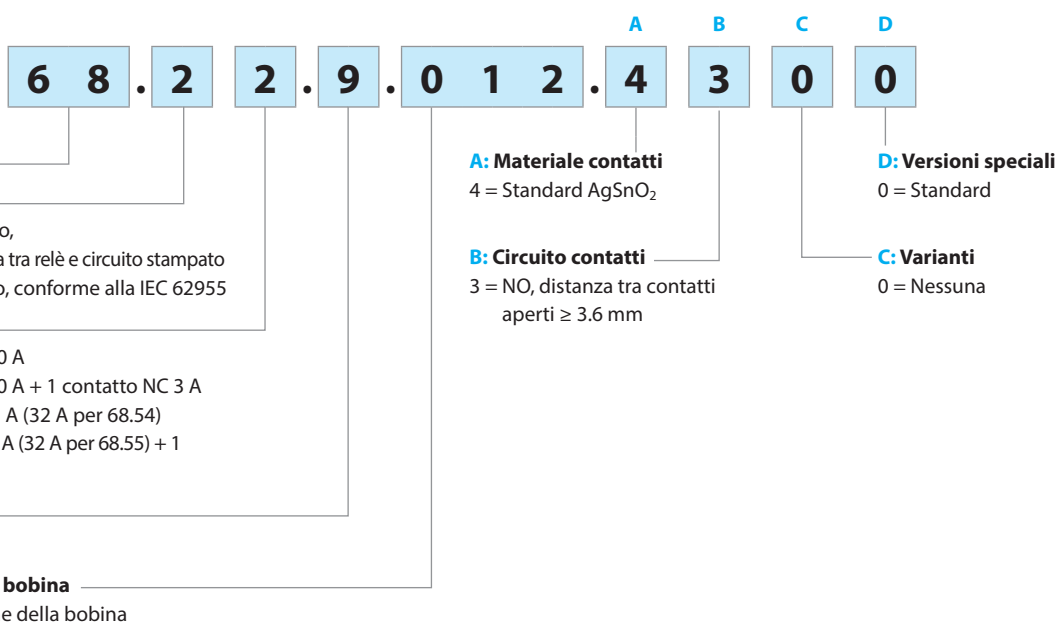 A B C D
6 8 . 2 2 . 9 . 0 1 2 . 4 3 0 0
A: Materiale contatti
4 = Standard AgSnO₂
B: Circuito contatti
3 = NO, distanza tra contatti
aperti ≥ 3.6 mm
D: Versioni speciali
0 = Standard
C: Varianti
0 = Nessuna
o,
a tra relè e circuito stampato
o, conforme alla IEC 62955
0 A
0 A + 1 contatto NC 3 A
A (32 A per 68.54)
A (32 A per 68.55) + 1
bobina
e della bobina